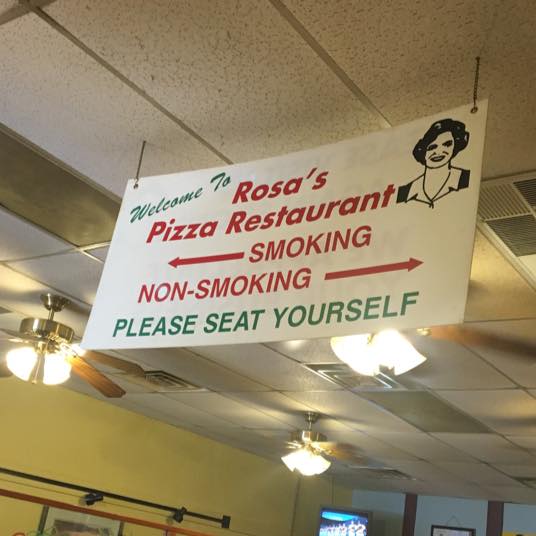 Welcome To Rosa's
Pizza Restaurant
SMOKING
NON-SMOKING
PLEASE SEAT YOURSELF